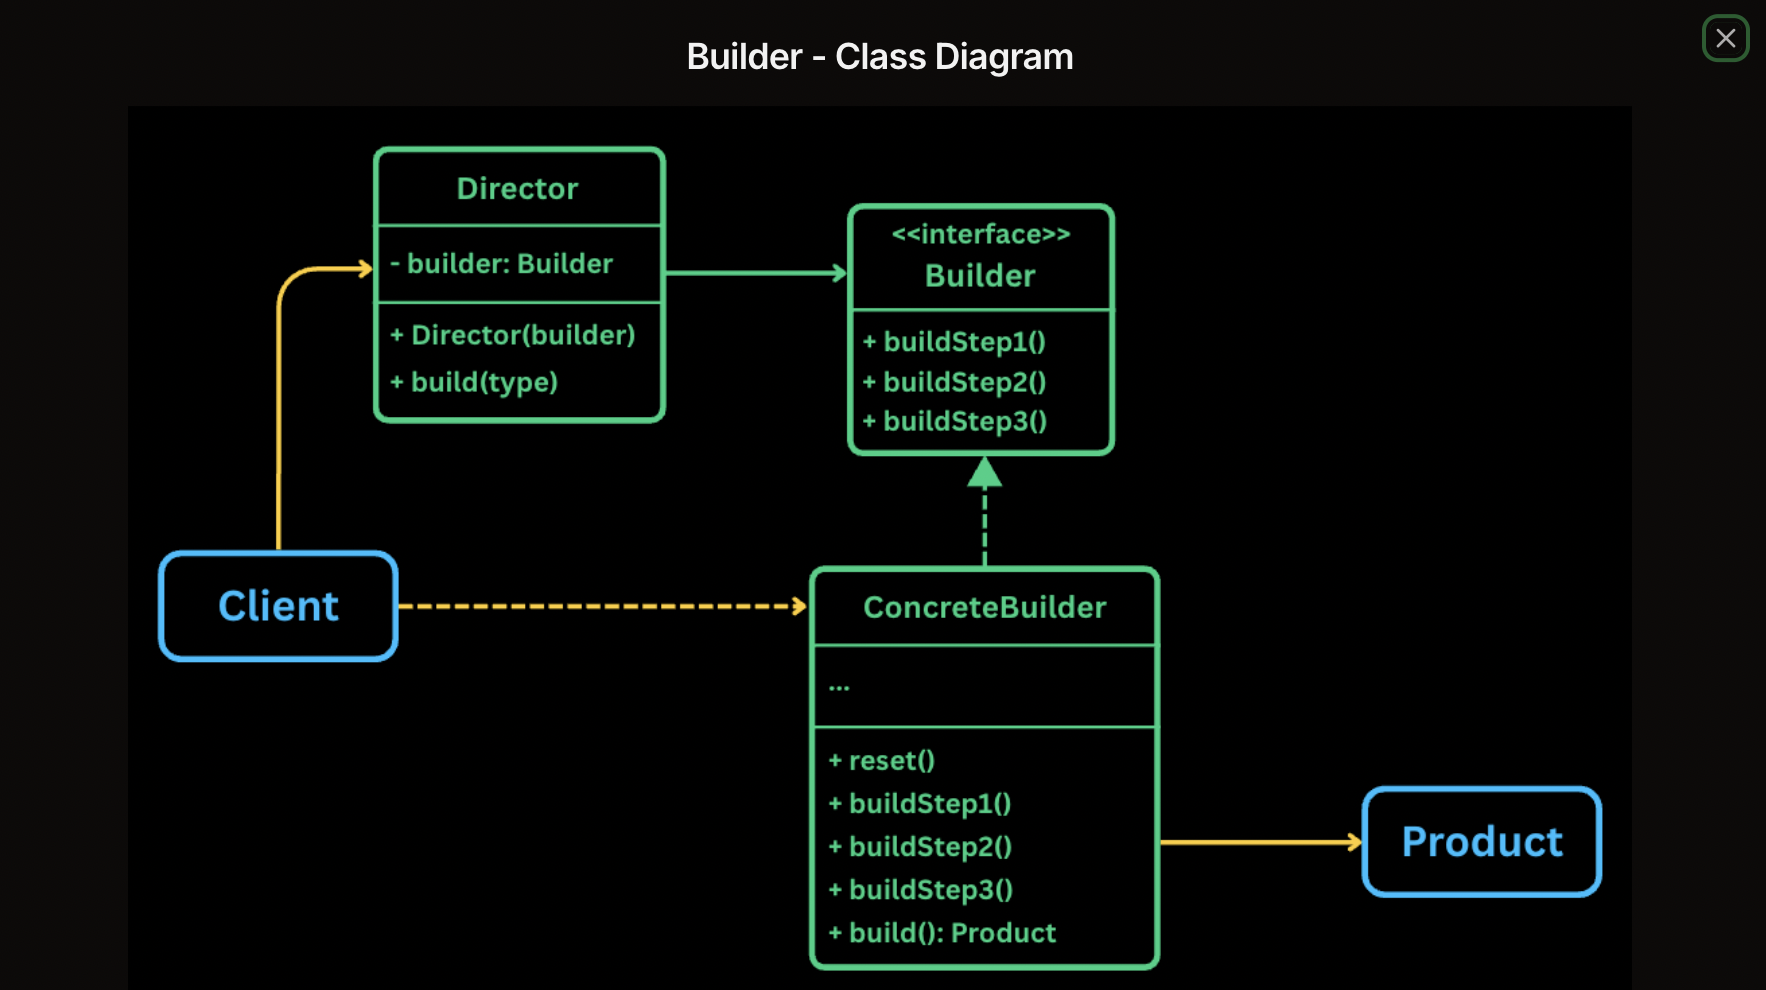 Builder - Class Diagram
Director
- builder: Builder
+ Director(builder)
+ build(type)
<<interface>>
Builder
+ buildStep1()
+ buildStep2()
+ buildStep3()
Client
ConcreteBuilder
...
+ reset()
+ buildStep1()
+ buildStep2()
+ buildStep3()
+ build(): Product
Product